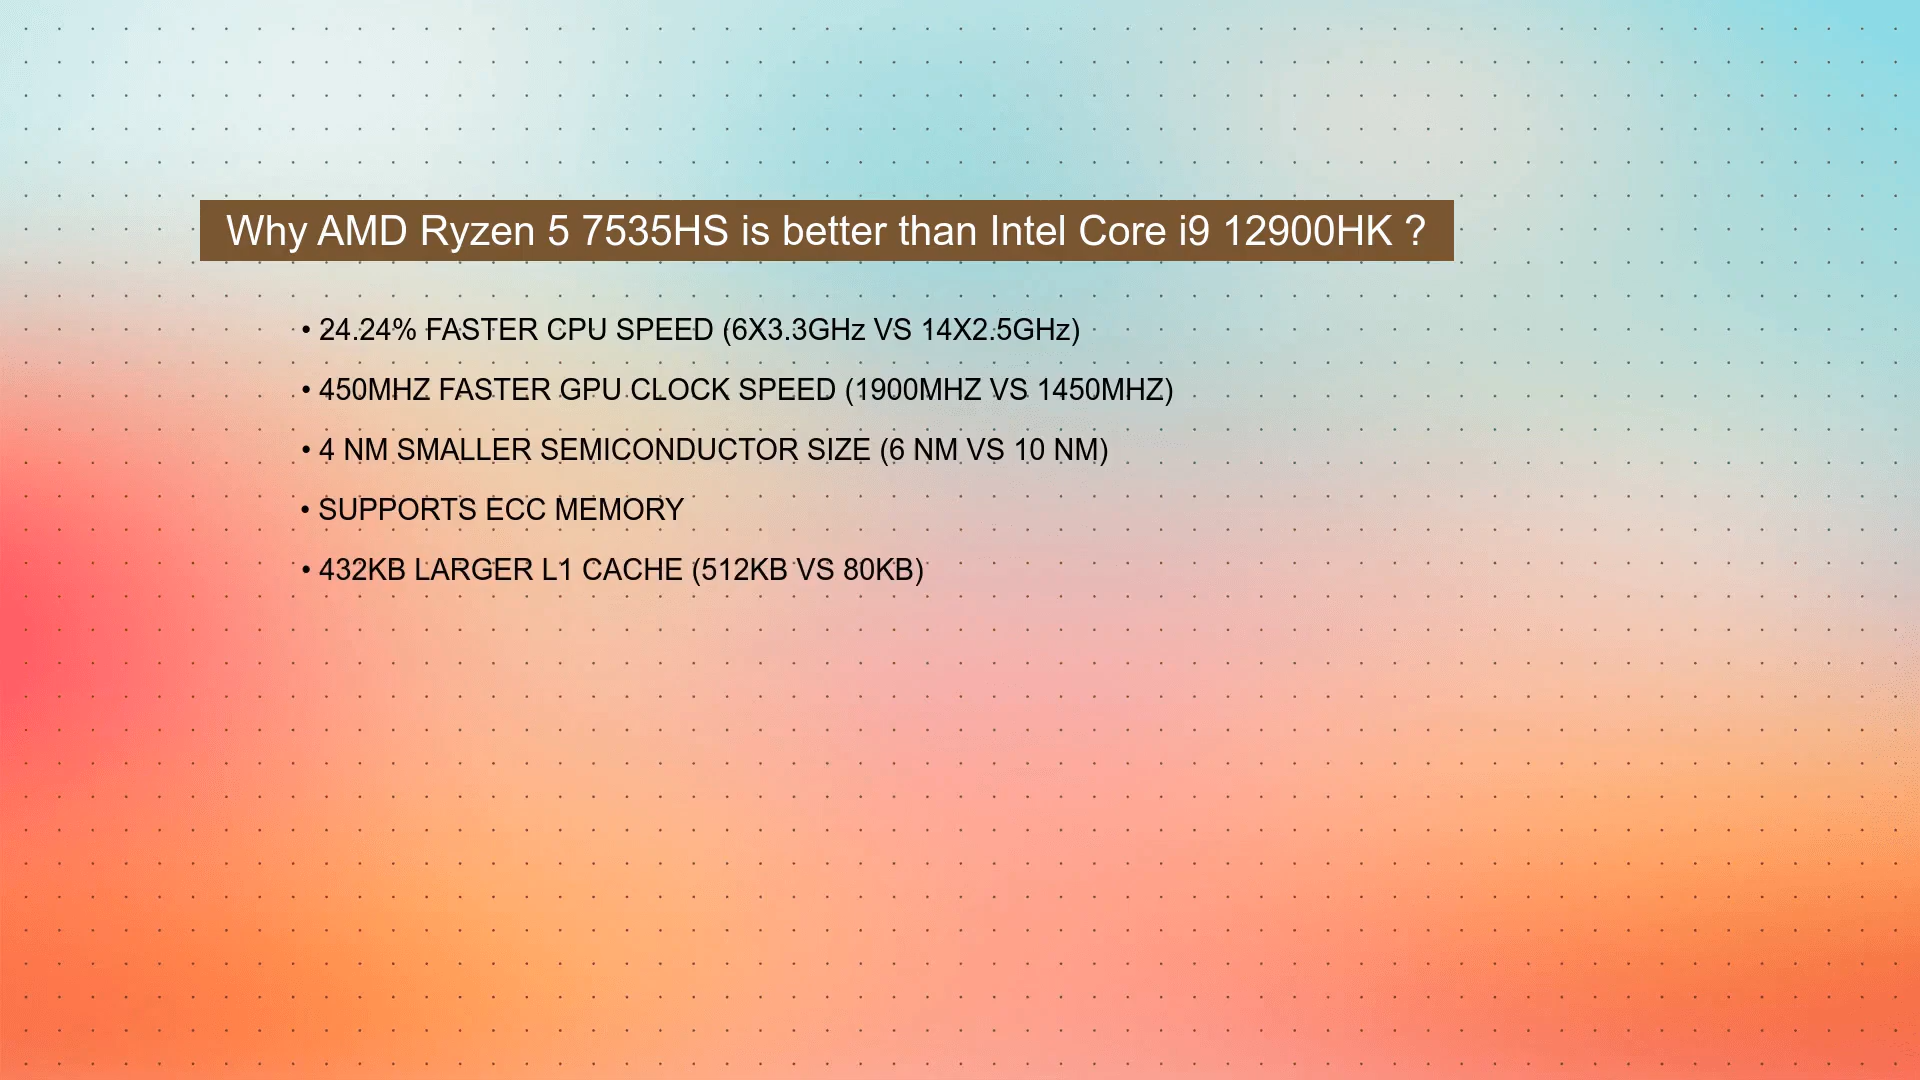 Why AMD Ryzen 5 7535HS is better than Intel Core i9 12900HK ?
• 24.24% FASTER CPU SPEED (6X3.3GHz VS 14X2.5GHz)
• 450MHZ FASTER GPU CLOCK SPEED (1900MHZ VS 1450MHZ)
• 4 NM SMALLER SEMICONDUCTOR SIZE (6 NM VS 10 NM)
• SUPPORTS ECC MEMORY
• 432KB LARGER L1 CACHE (512KB VS 80KB)